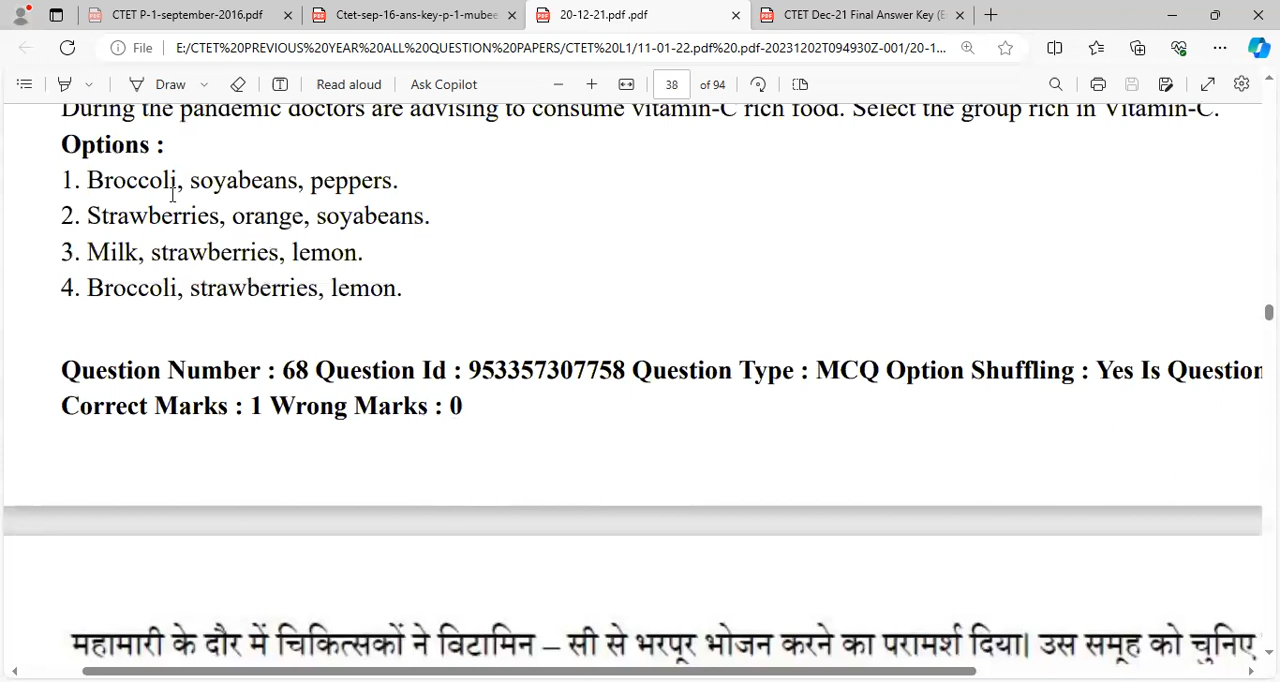 CTET P-1-september-2016.pdf
Ctet-sep-16-ans-key-p-1-mubee
20-12-21.pdf .pdf
CTET Dec-21 Final Answer Key (E
File
E:/CTET%20PREVIOUS%20YEAR%20ALL%20QUESTION%20PAPERS/CTET%20L1/11-01-22.pdf%20.pdf-20231202T094930Z-001/20-1...
Draw
Read aloud
Ask Copilot
38 of 94
During the pandemic doctors are advising to consume vitamin-C rich food. Select the group rich in Vitamin-C.
Options :
1. Broccoli, soyabeans, peppers.
2. Strawberries, orange, soyabeans.
3. Milk, strawberries, lemon.
4. Broccoli, strawberries, lemon.
Question Number : 68 Question Id : 953357307758 Question Type : MCQ Option Shuffling : Yes Is Question
Correct Marks : 1 Wrong Marks : 0
महामारी के दौर में चिकित्सकों ने विटामिन – सी से भरपूर भोजन करने का परामर्श दिया। उस समूह को चुनिए